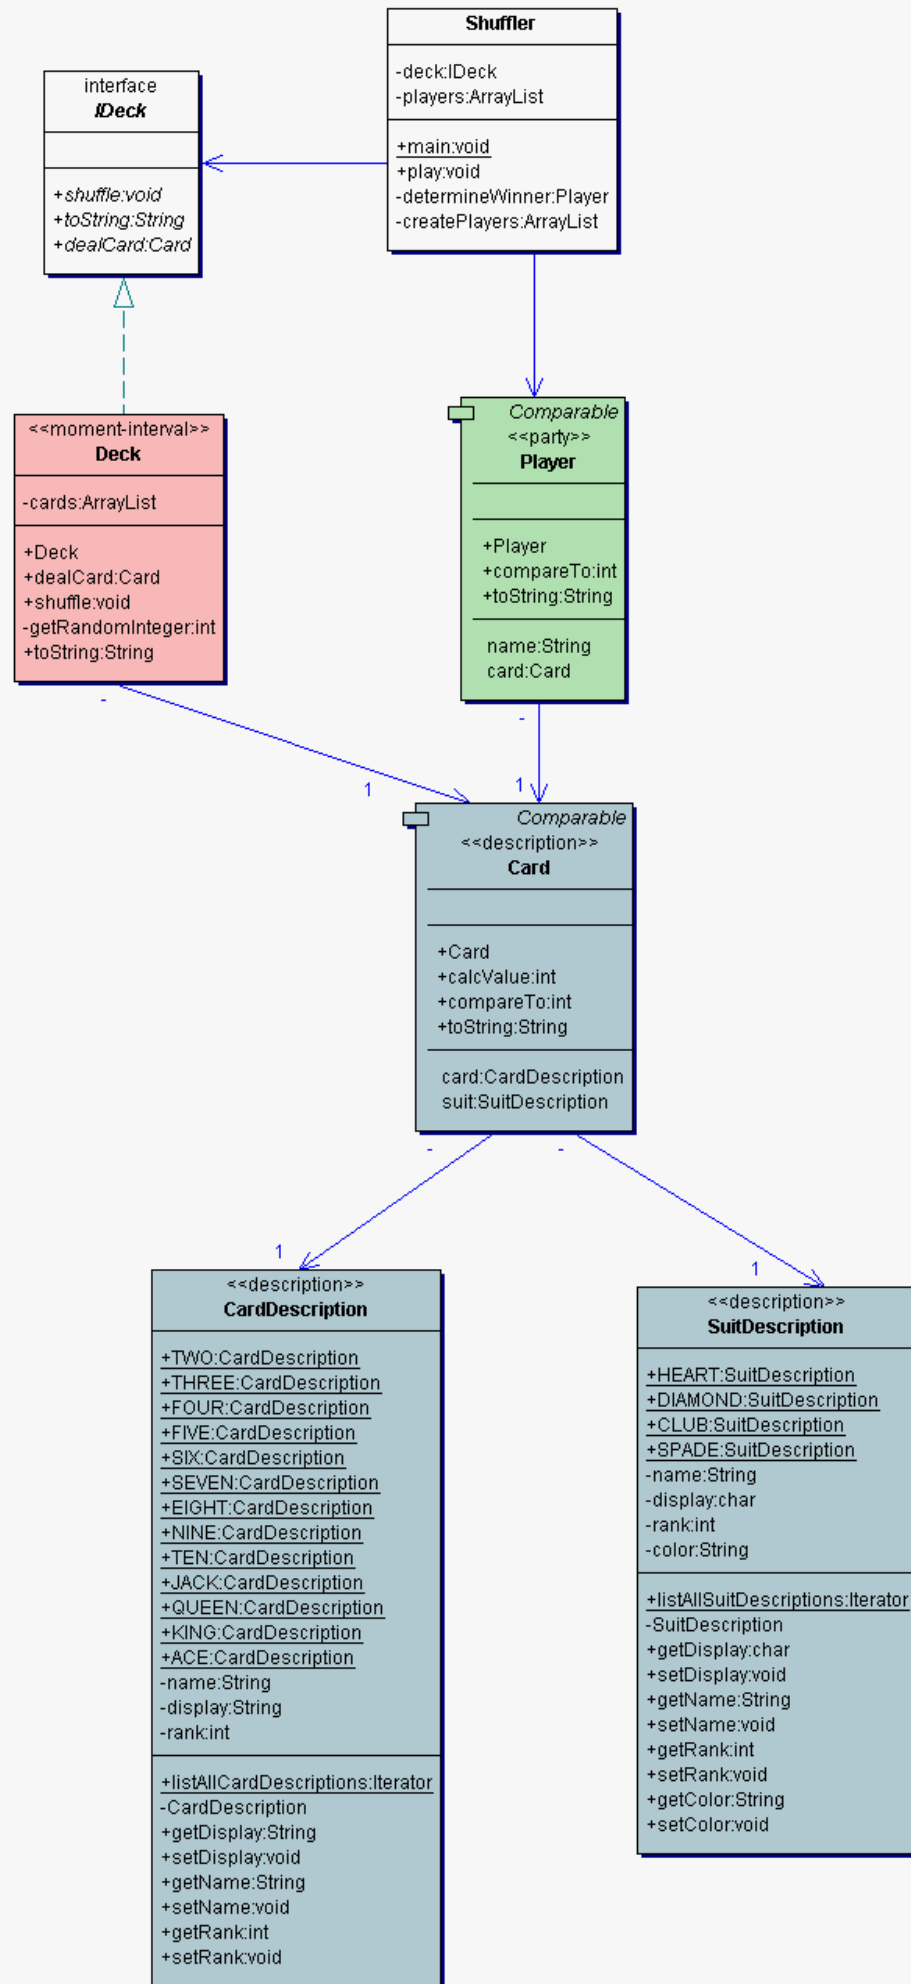 Shuffler
-deck:IDeck
-players:ArrayList
+main:void
+play:void
-determineWinner:Player
-createPlayers:ArrayList
interface
IDeck
+shuffle:void
+toString:String
+dealCard:Card
<<moment-interval>>
Deck
-cards:ArrayList
+Deck
+dealCard:Card
+shuffle:void
-getRandomInteger:int
+toString:String
-
1
Comparable
<<party>>
Player
+Player
+compareTo:int
+toString:String
name:String
card:Card
-
1
Comparable
<<description>>
Card
+Card
+calcValue:int
+compareTo:int
+toString:String
card:CardDescription
suit:SuitDescription
-
-
1
1
<<description>>
CardDescription
+TWO:CardDescription
+THREE:CardDescription
+FOUR:CardDescription
+FIVE:CardDescription
+SIX:CardDescription
+SEVEN:CardDescription
+EIGHT:CardDescription
+NINE:CardDescription
+TEN:CardDescription
+JACK:CardDescription
+QUEEN:CardDescription
+KING:CardDescription
+ACE:CardDescription
-name:String
-display:String
-rank:int
+listAllCardDescriptions:Iterator
-CardDescription
+getDisplay:String
+setDisplay:void
+getName:String
+setName:void
+getRank:int
+setRank:void
<<description>>
SuitDescription
+HEART:SuitDescription
+DIAMOND:SuitDescription
+CLUB:SuitDescription
+SPADE:SuitDescription
-name:String
-display:char
-rank:int
-color:String
+listAllSuitDescriptions:Iterator
-SuitDescription
+getDisplay:char
+setDisplay:void
+getName:String
+setName:void
+getRank:int
+setRank:void
+getColor:String
+setColor:void